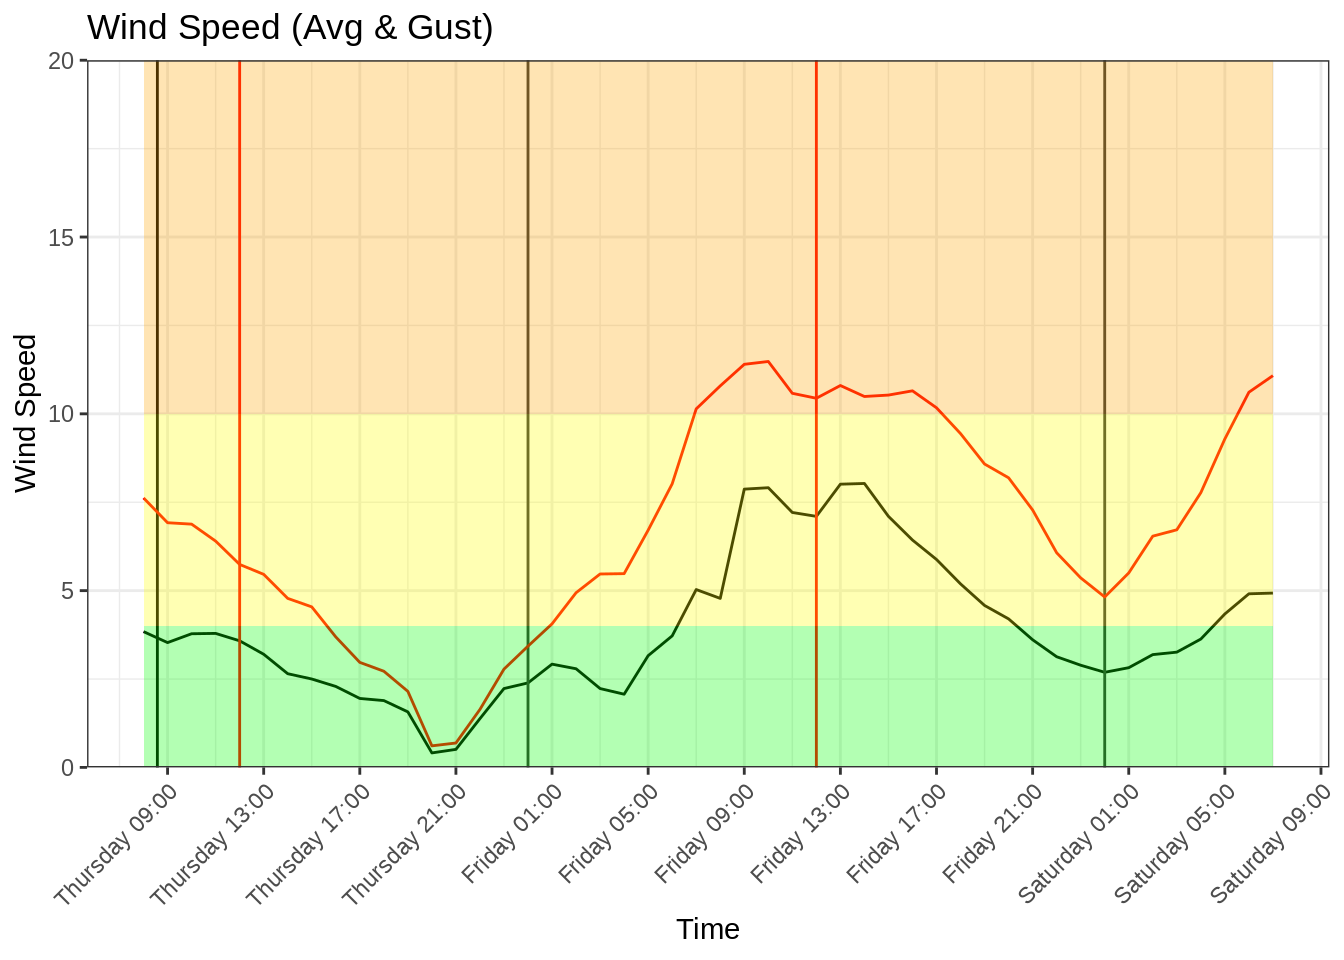 Wind Speed (Avg & Gust)
20
15
10
5
0
Wind Speed
Thursday 09:00
Thursday 13:00
Thursday 17:00
Thursday 21:00
Friday 01:00
Friday 05:00
Friday 09:00
Friday 13:00
Friday 17:00
Friday 21:00
Saturday 01:00
Saturday 05:00
Saturday 09:00
Time